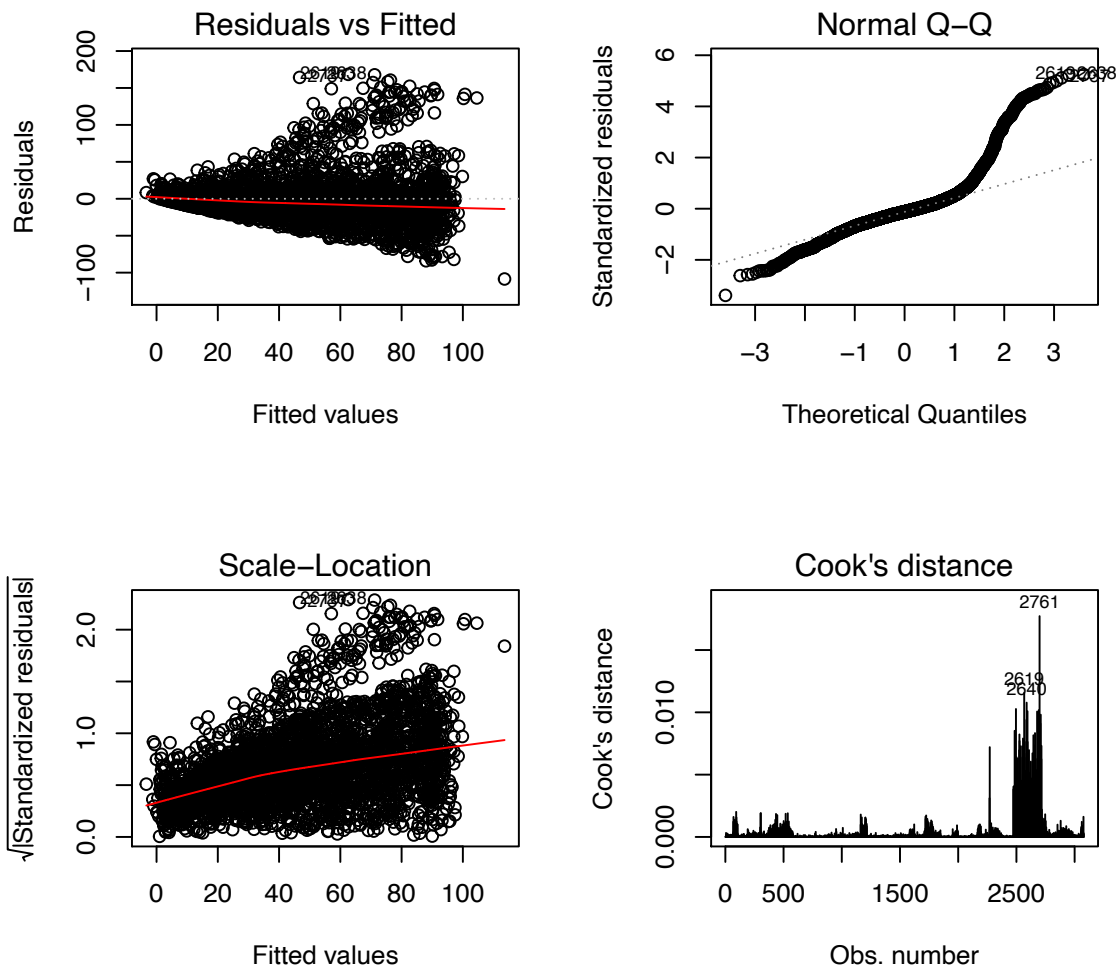 Residuals vs Fitted
Residuals
200
100
0
−100
0 20 40 60 80 100
Fitted values
Normal Q−Q
Standardized residuals
6
4
2
0
−2
−3 −1 0 1 3
Theoretical Quantiles
Scale−Location
√|Standardized residuals|
2.0
1.0
0.0
0 20 40 60 80 100
Fitted values
Cook's distance
Cook's distance
2761
2619
2640
0.010
0.000
0 500 1500 2500
Obs. number